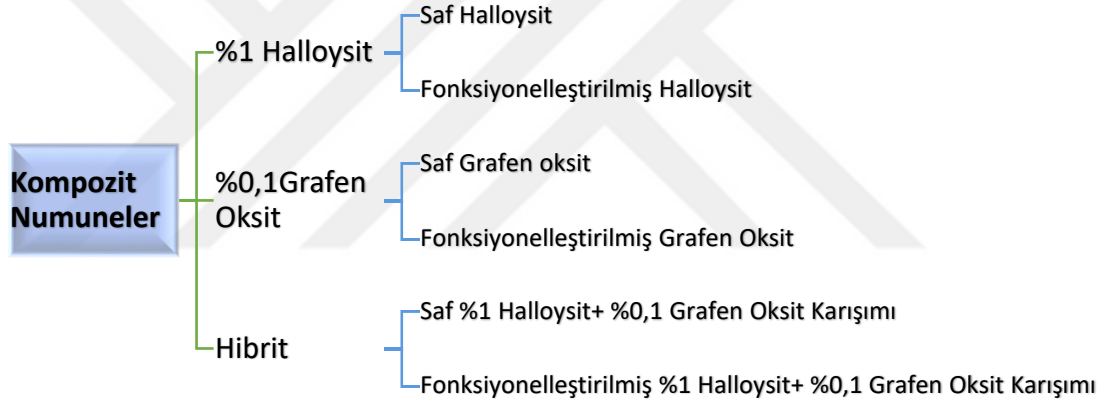 Kompozit
Numuneler
%1 Halloysit
Saf Halloysit
Fonksiyonelleştirilmiş Halloysit
%0,1Grafen
Oksit
Saf Grafen oksit
Fonksiyonelleştirilmiş Grafen Oksit
Hibrit
Saf %1 Halloysit+ %0,1 Grafen Oksit Karışımı
Fonksiyonelleştirilmiş %1 Halloysit+ %0,1 Grafen Oksit Karışımı